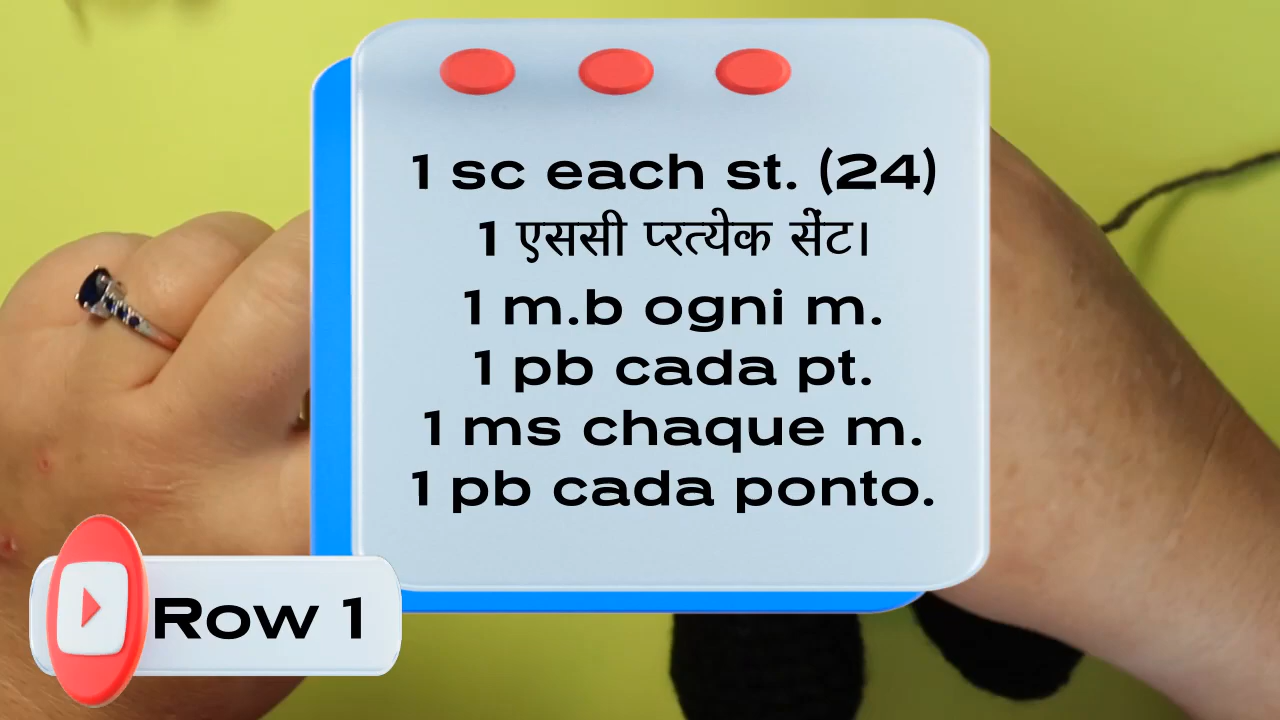 1 sc each st. (24)
1 एससी प्रत्येक सेंट।
1 m.b ogni m.
1 pb cada pt.
1 ms chaque m.
1 pb cada ponto.
Row 1